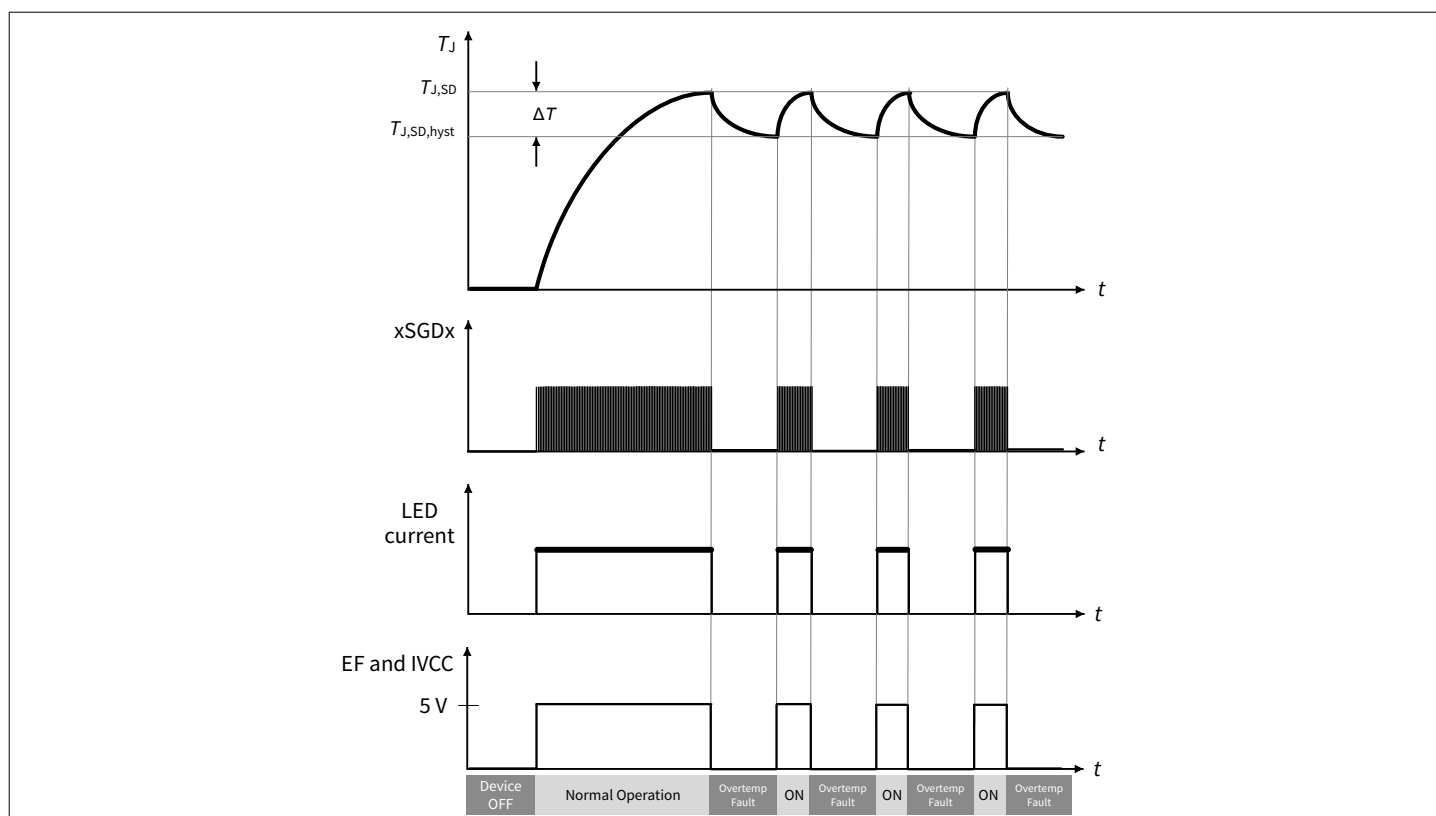 TJ
TJ,SD
ΔT
TJ,SD,hyst
t
xSGDx
t
LED
current
t
EF and IVCC
5 V
t
Device
OFF
Normal Operation
Overtemp
Fault
ON
Overtemp
Fault
ON
Overtemp
Fault
ON
Overtemp
Fault